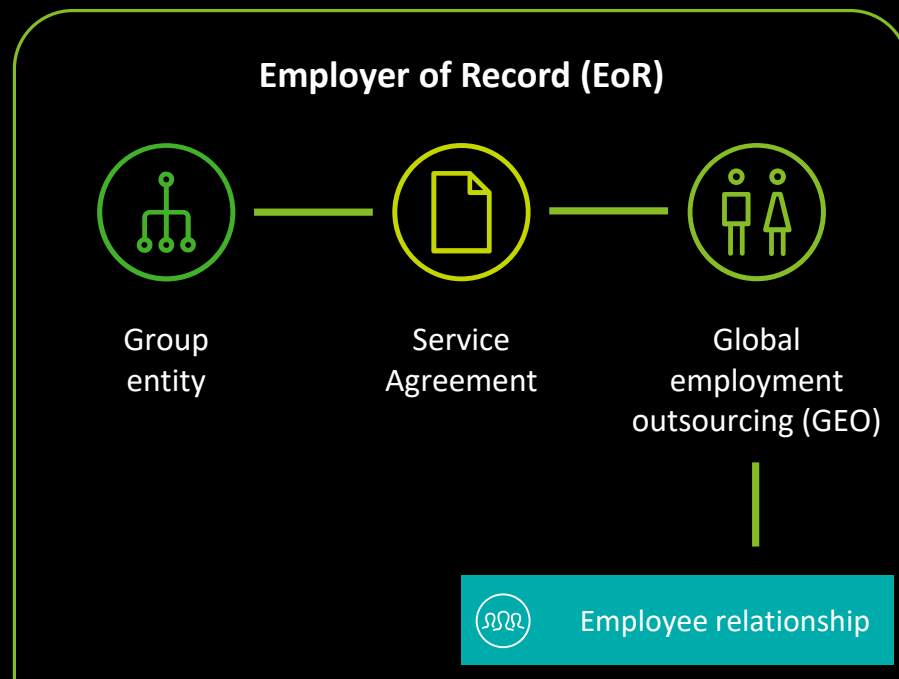 Employer of Record (EoR)
Group
entity
Service
Agreement
Global
employment
outsourcing (GEO)
Employee relationship